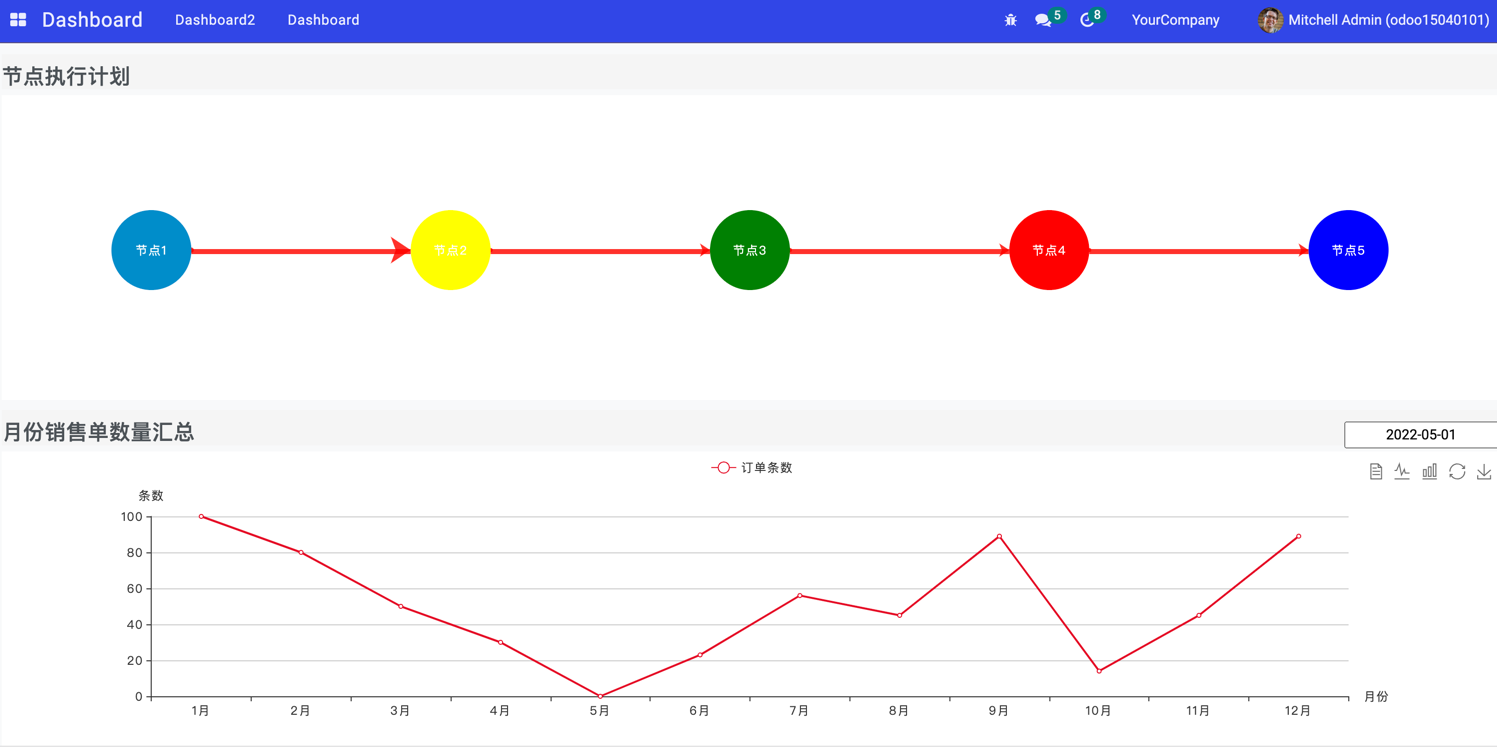 Dashboard Dashboard2 Dashboard 5 8 YourCompany Mitchell Admin (odoo15040101)
节点执行计划
节点1 节点2 节点3 节点4 节点5
月份销售单数量汇总 2022-05-01
订单条数
条数
100
80
60
40
20
0
1月 2月 3月 4月 5月 6月 7月 8月 9月 10月 11月 12月
月份